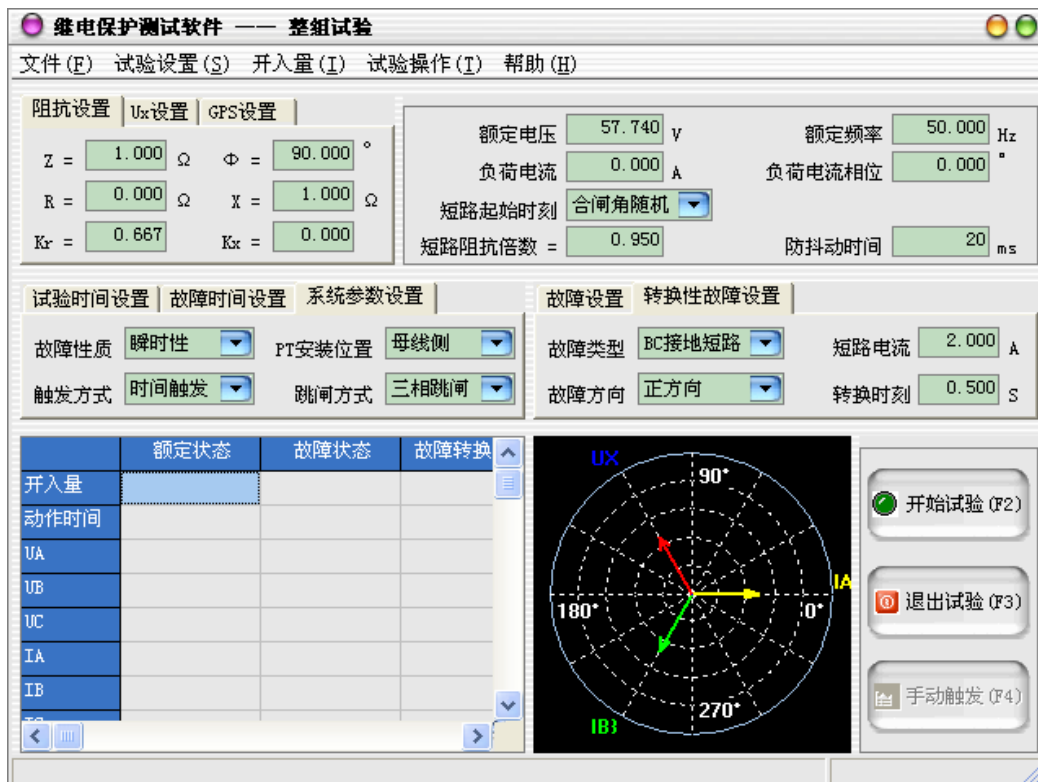 继电保护测试软件 —— 整组试验
文件(F) 试验设置(S) 开入量(I) 试验操作(T) 帮助(H)
阻抗设置 Ux设置 GPS设置
Z = 1.000 Ω Φ = 90.000 °
R = 0.000 Ω X = 1.000 Ω
Kr = 0.667 Kx = 0.000
额定电压 57.740 V 额定频率 50.000 Hz
负荷电流 0.000 A 负荷电流相位 0.000 °
短路起始时刻 合闸角随机
短路阻抗倍数 = 0.950 防抖动时间 20 ms
试验时间设置 故障时间设置 系统参数设置
故障性质 瞬时性 PT安装位置 母线侧
触发方式 时间触发 跳闸方式 三相跳闸
故障设置 转换性故障设置
故障类型 BC接地短路 短路电流 2.000 A
故障方向 正方向 转换时刻 0.500 S
额定状态 故障状态 故障转换
开入量
动作时间
UA
UB
UC
IA
IB
UX
90°
IA
180° 0°
270°
开始试验(F2)
退出试验(F3)
手动触发(F4)